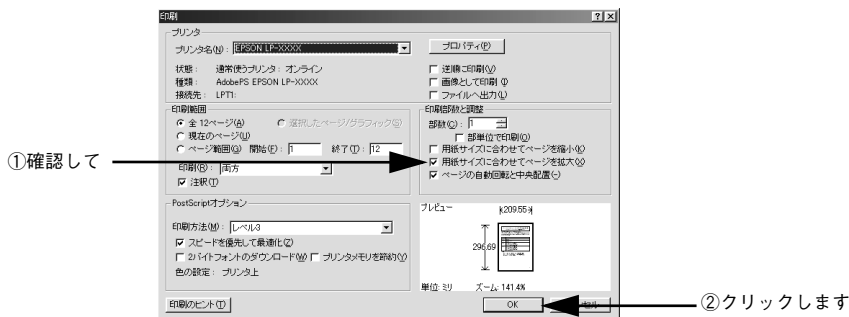 印刷
プリンタ
プリンタ名(N): EPSON LP-XXXX
プロパティ(P)
状態: 通常使うプリンタ: オンライン
種類: AdobePS EPSON LP-XXXX
接続先: LPT1:
逆順に印刷(V)
画像として印刷(I)
ファイルへ出力(L)
印刷範囲
全 12ページ(A)
選択したページ/グラフィック(G)
現在のページ(U)
ページ範囲(G) 開始(F): 1 終了(T): 12
印刷(R): 両方
注釈(T)
印刷部数と調整
部数(C): 1
部単位で印刷(O)
用紙サイズに合わせてページを縮小(K)
用紙サイズに合わせてページを拡大(X)
ページの自動回転と中央配置(-)
①確認して
PostScriptオプション
印刷方法(M): レベル3
スピードを優先して最適化(Z)
2バイトフォントのダウンロード(W)
プリンタメモリを節約(Y)
色の設定: プリンタ上
プレビュー
209.55
296.69
単位: ミリ ズーム: 141.4%
印刷のヒント(T)
OK
②クリックします